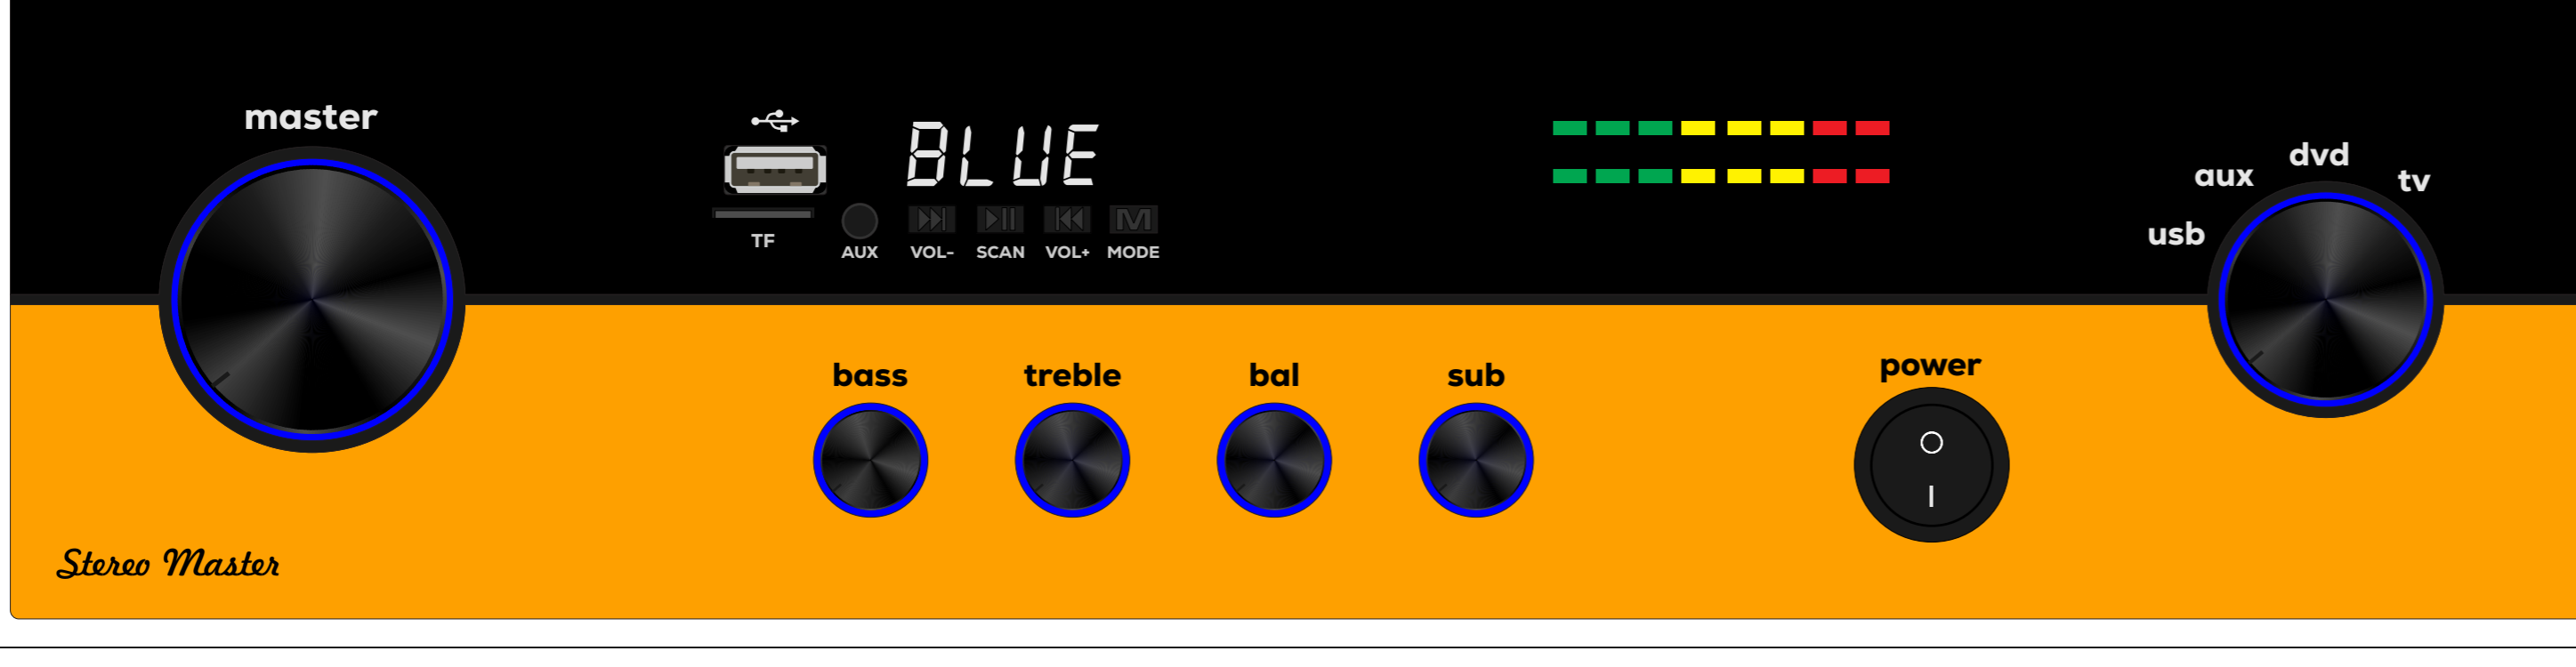 master
BLUE
dvd
aux
tv
usb
TF
AUX
VOL-
SCAN
VOL+
M
MODE
power
bass
treble
bal
sub
O
I
Stereo Master